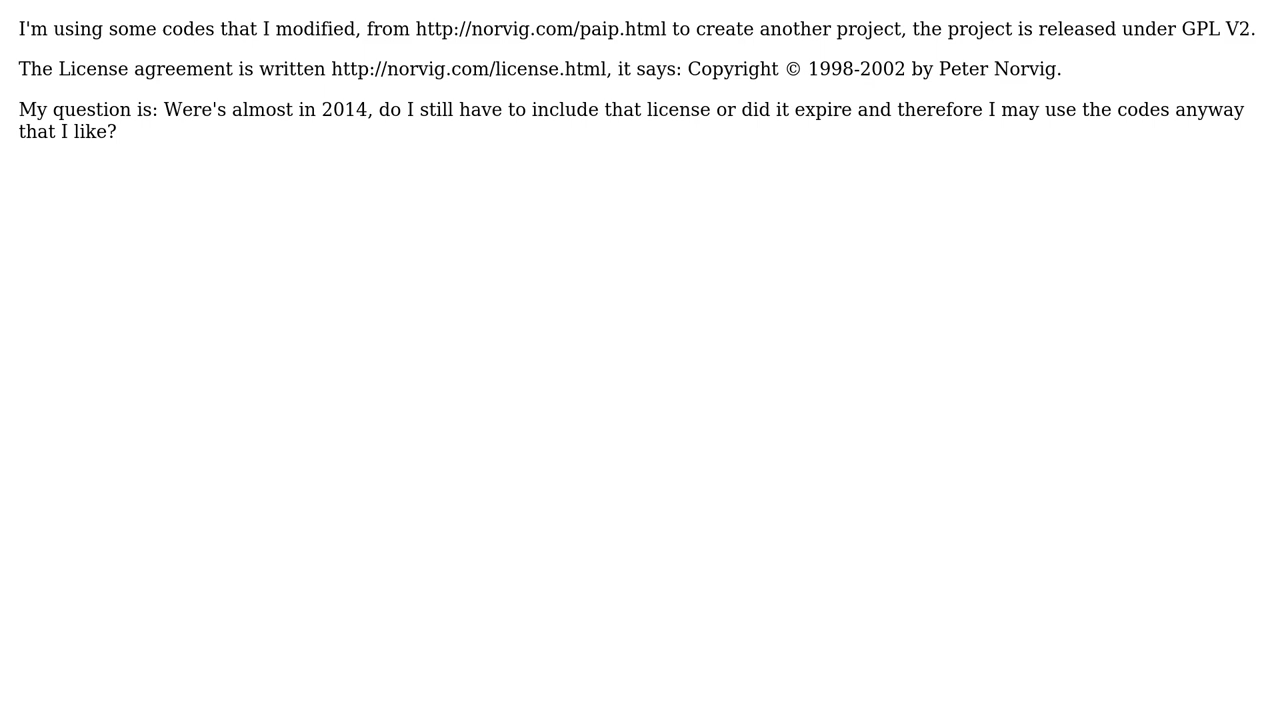 I'm using some codes that I modified, from http://norvig.com/paip.html to create another project, the project is released under GPL V2.
The License agreement is written http://norvig.com/license.html, it says: Copyright © 1998-2002 by Peter Norvig.
My question is: Were's almost in 2014, do I still have to include that license or did it expire and therefore I may use the codes anyway
that I like?